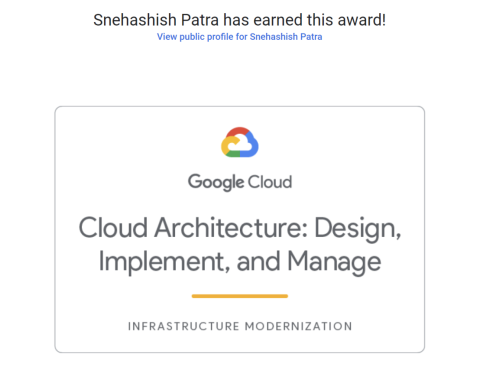 Snehashish Patra has earned this award!
View public profile for Snehashish Patra
Google Cloud
Cloud Architecture: Design,
Implement, and Manage
INFRASTRUCTURE MODERNIZATION